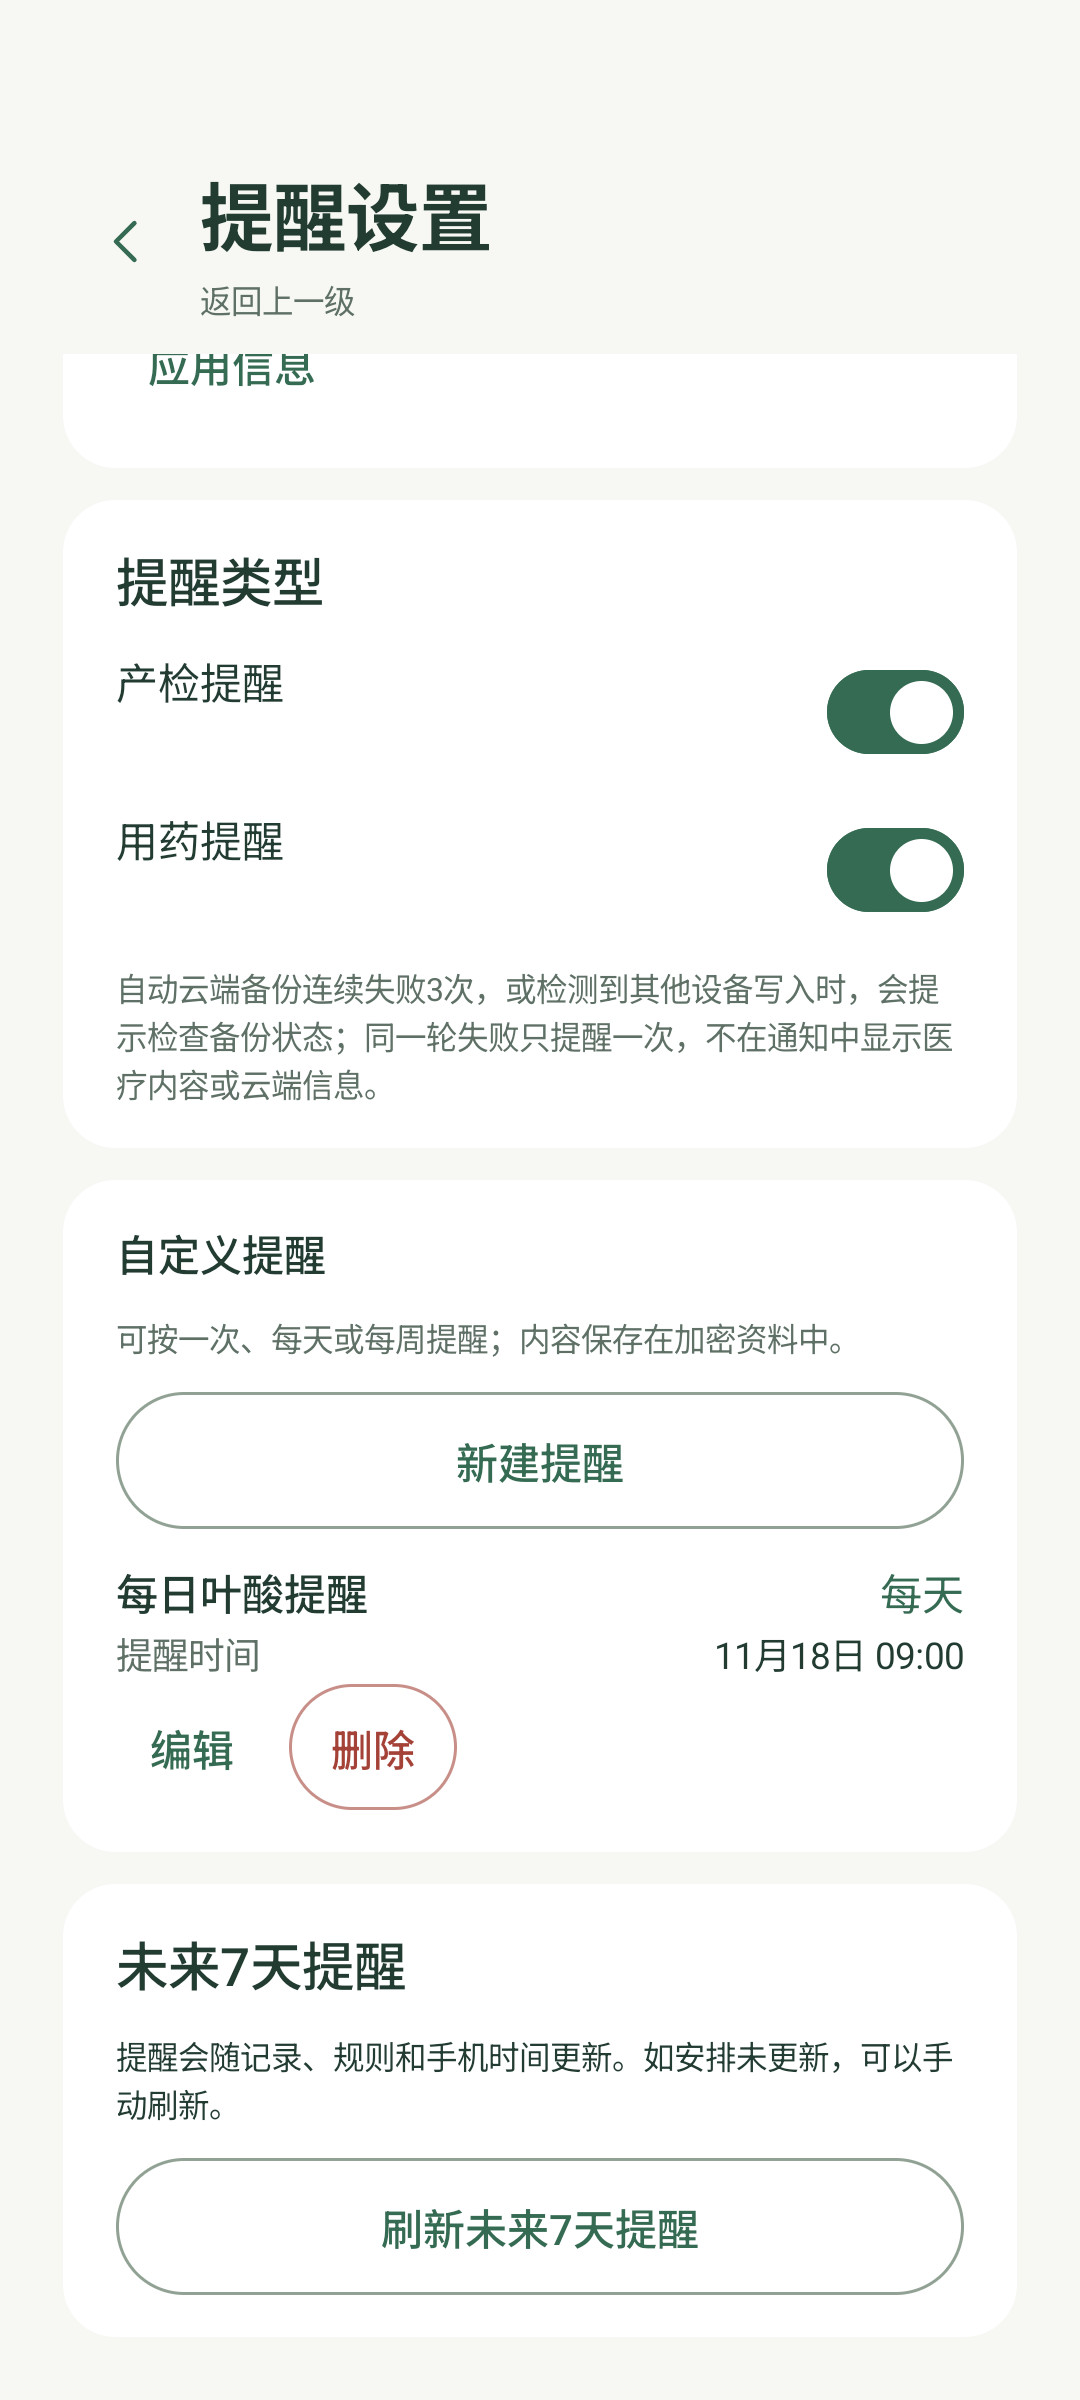 提醒设置
返回上一级
应用信息
提醒类型
产检提醒
用药提醒
自动云端备份连续失败3次，或检测到其他设备写入时，会提
示检查备份状态；同一轮失败只提醒一次，不在通知中显示医
疗内容或云端信息。
自定义提醒
可按一次、每天或每周提醒；内容保存在加密资料中。
新建提醒
每日叶酸提醒 每天
提醒时间 11月18日 09:00
编辑 删除
未来7天提醒
提醒会随记录、规则和手机时间更新。如安排未更新，可以手
动刷新。
刷新未来7天提醒